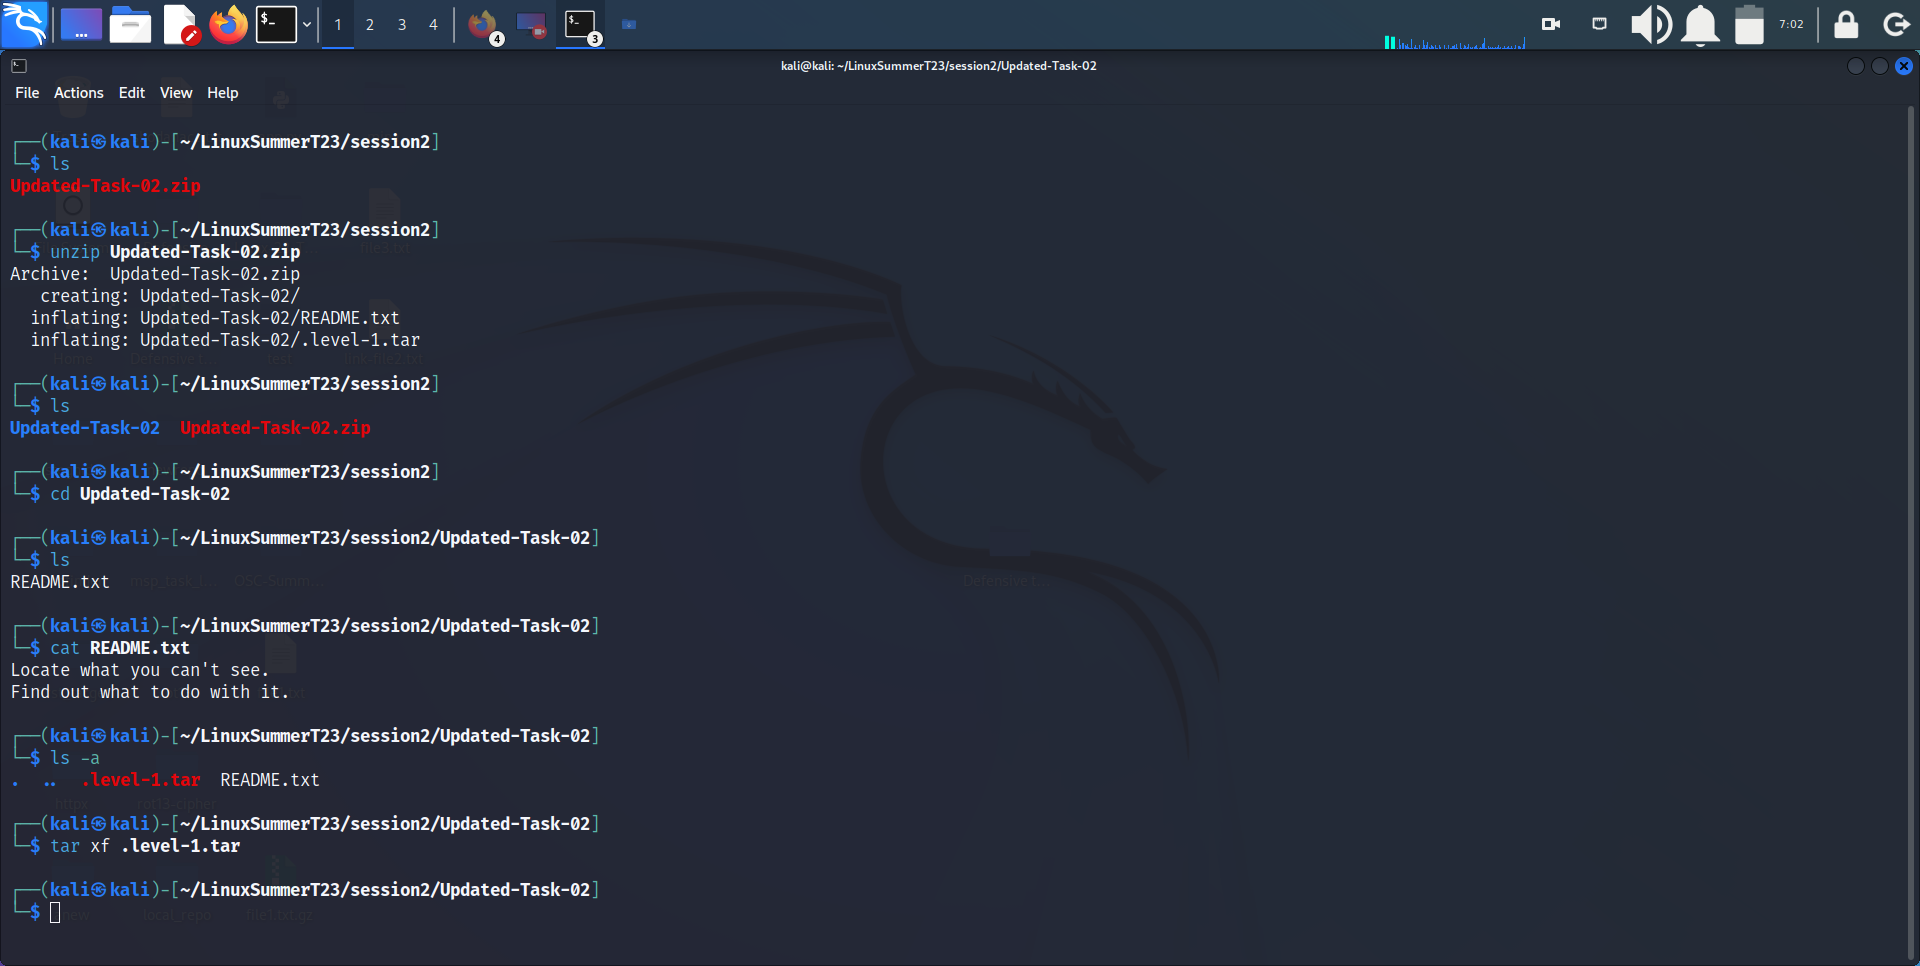 1 2 3 4
4
3
7:02
kali@kali: ~/LinuxSummerT23/session2/Updated-Task-02
File Actions Edit View Help
┌──(kali㉿kali)-[~/LinuxSummerT23/session2]
└─$ ls
Updated-Task-02.zip
┌──(kali㉿kali)-[~/LinuxSummerT23/session2]
└─$ unzip Updated-Task-02.zip
Archive:  Updated-Task-02.zip
   creating: Updated-Task-02/
  inflating: Updated-Task-02/README.txt
  inflating: Updated-Task-02/.level-1.tar
┌──(kali㉿kali)-[~/LinuxSummerT23/session2]
└─$ ls
Updated-Task-02  Updated-Task-02.zip
┌──(kali㉿kali)-[~/LinuxSummerT23/session2]
└─$ cd Updated-Task-02
┌──(kali㉿kali)-[~/LinuxSummerT23/session2/Updated-Task-02]
└─$ ls
README.txt
┌──(kali㉿kali)-[~/LinuxSummerT23/session2/Updated-Task-02]
└─$ cat README.txt
Locate what you can't see.
Find out what to do with it.
┌──(kali㉿kali)-[~/LinuxSummerT23/session2/Updated-Task-02]
└─$ ls -a
.  ..  .level-1.tar  README.txt
┌──(kali㉿kali)-[~/LinuxSummerT23/session2/Updated-Task-02]
└─$ tar xf .level-1.tar
┌──(kali㉿kali)-[~/LinuxSummerT23/session2/Updated-Task-02]
└─$